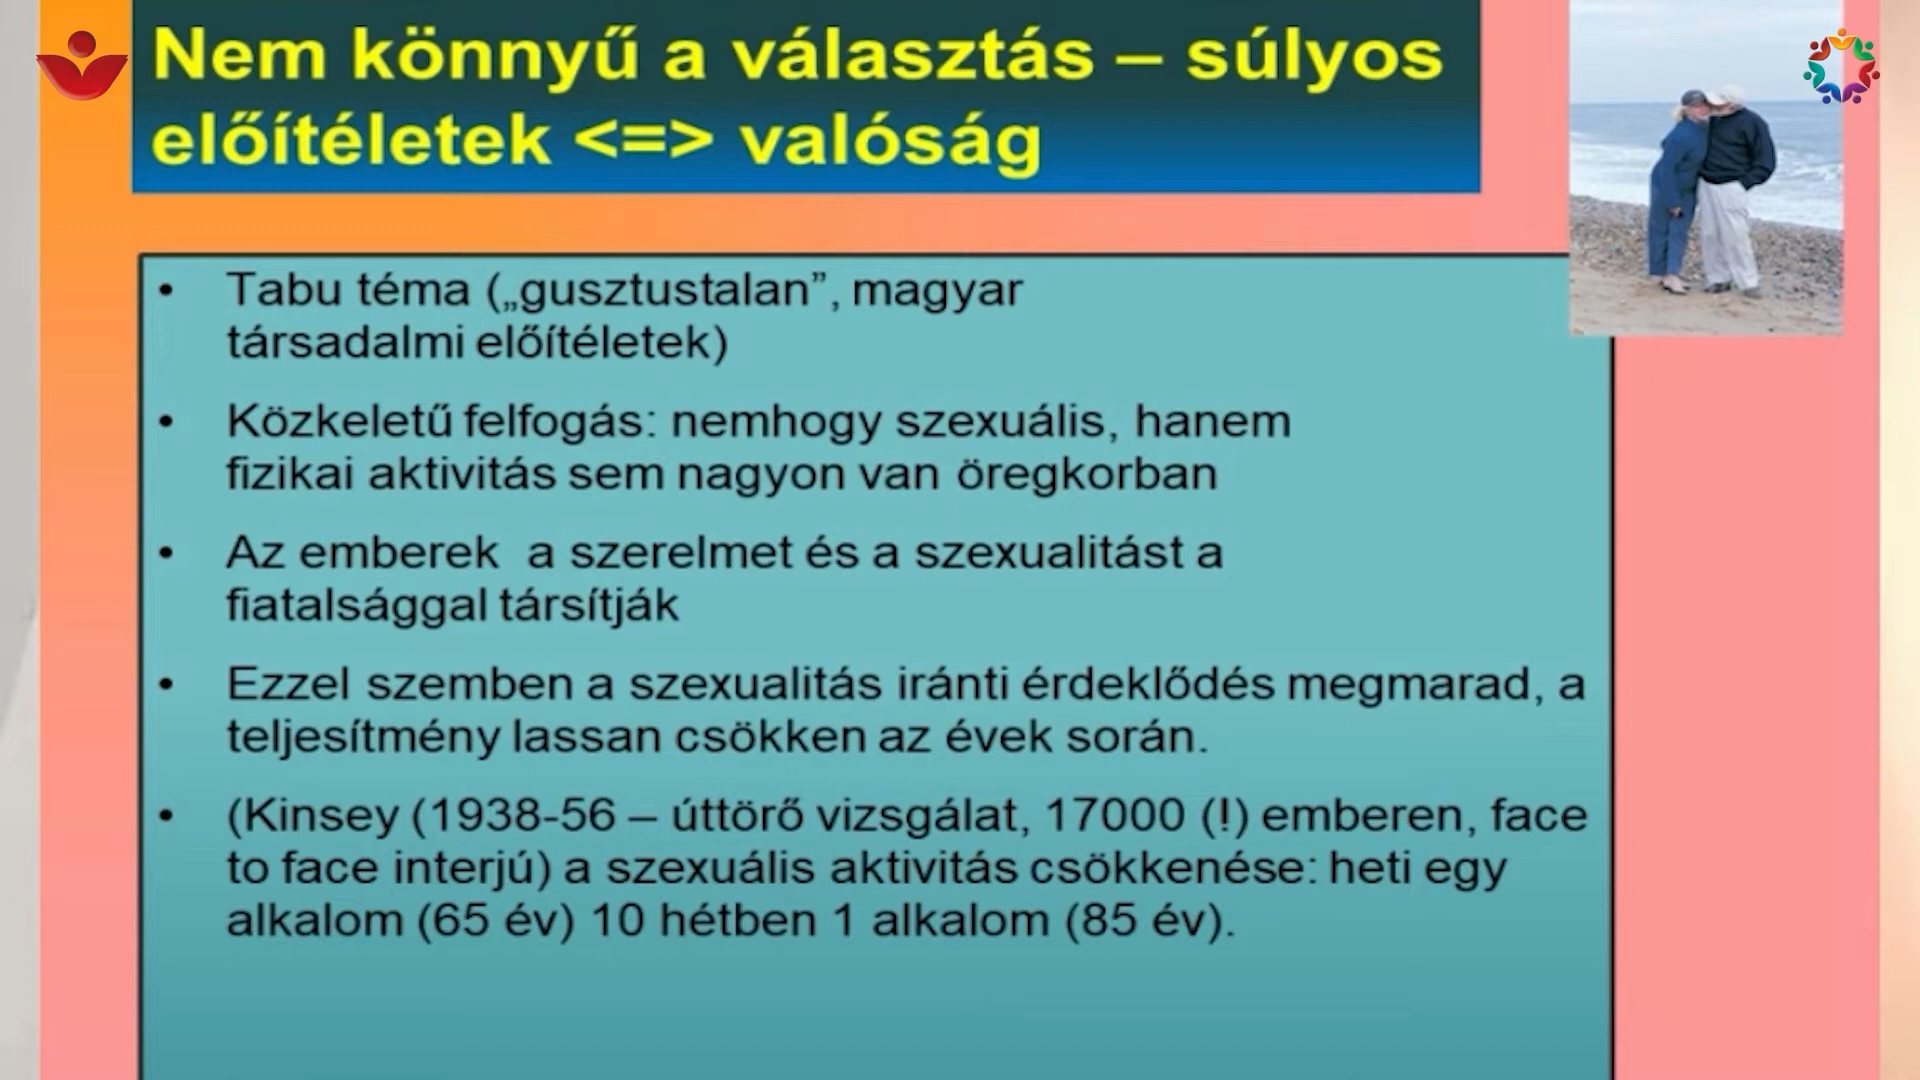 Nem könnyű a választás – súlyos
előítéletek <=> valóság
• Tabu téma („gusztustalan”, magyar
társadalmi előítéletek)
• Közkeletű felfogás: nemhogy szexuális, hanem
fizikai aktivitás sem nagyon van öregkorban
• Az emberek  a szerelmet és a szexualitást a
fiatalsággal társítják
• Ezzel szemben a szexualitás iránti érdeklődés megmarad, a
teljesítmény lassan csökken az évek során.
• (Kinsey (1938-56 – úttörő vizsgálat, 17000 (!) emberen, face
to face interjú) a szexuális aktivitás csökkenése: heti egy
alkalom (65 év) 10 hétben 1 alkalom (85 év).